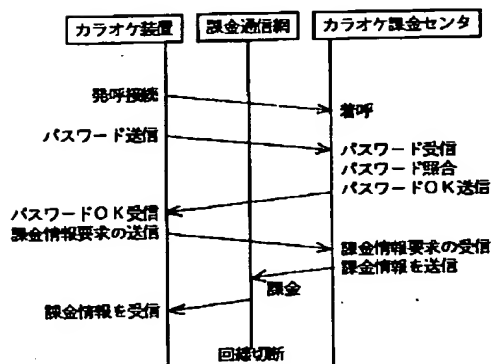 カラオケ装置 課金通信網 カラオケ課金センタ
発呼接続
着呼
パスワード送信
パスワード受信
パスワード照合
パスワードOK送信
パスワードOK受信
課金情報要求の送信
課金情報要求の受信
課金情報を送信
課金
課金情報を受信
回線切断